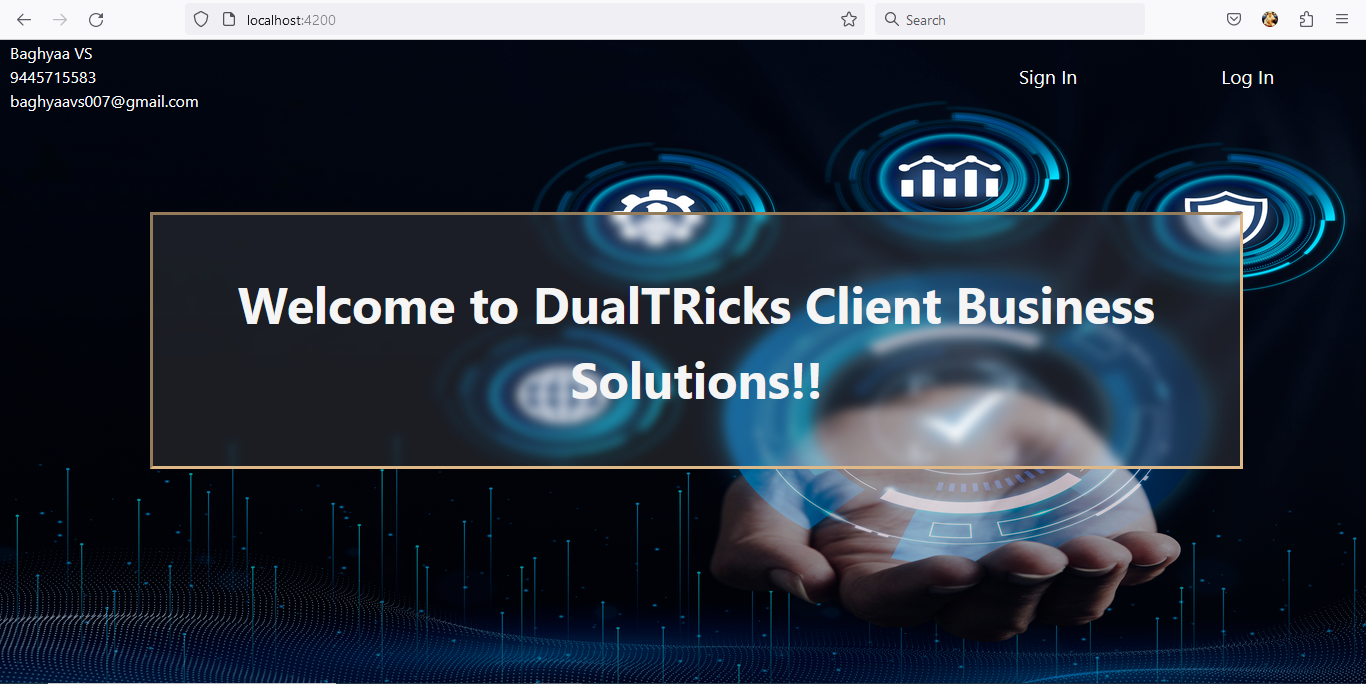 localhost:4200
Search
Baghyaa VS
9445715583
baghyaavs007@gmail.com
Sign In
Log In
Welcome to DualTRicks Client Business
Solutions!!